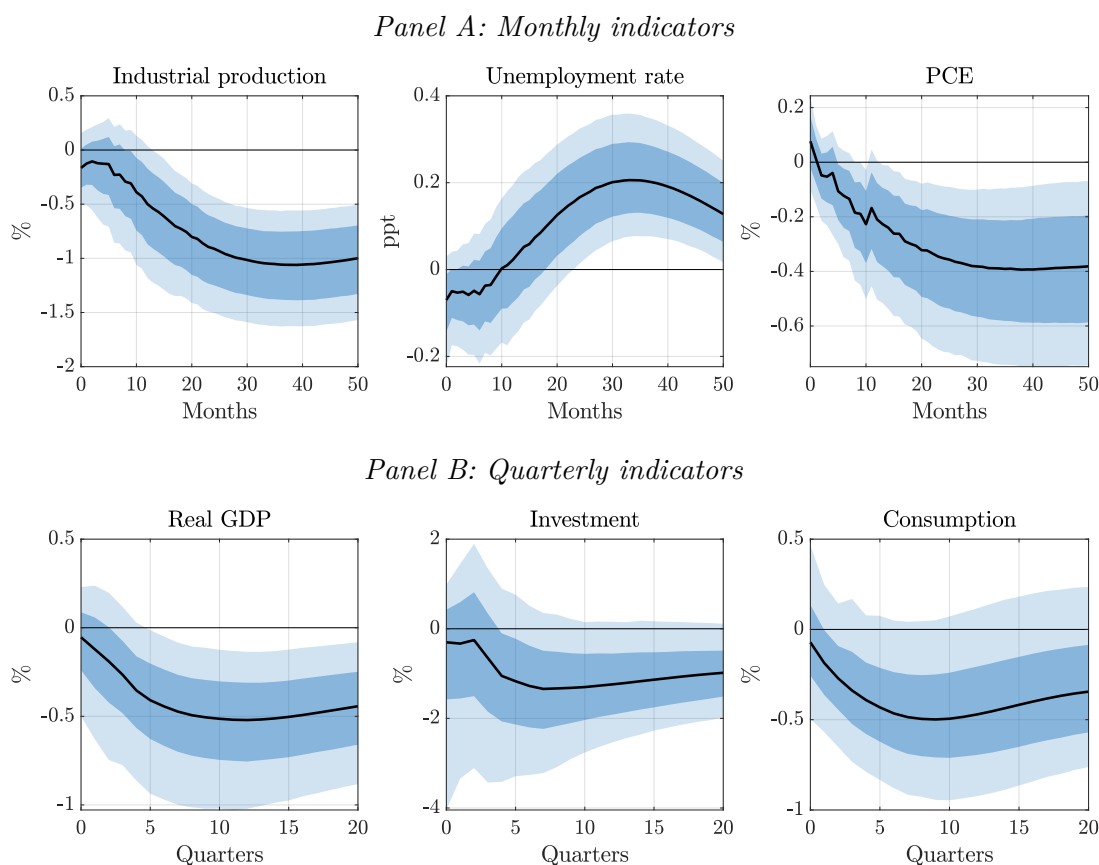 Panel A: Monthly indicators
Industrial production
0.5
0
-0.5
-1
-1.5
-2
%
0 10 20 30 40 50
Months
Unemployment rate
0.4
0.2
0
-0.2
ppt
0 10 20 30 40 50
Months
PCE
0.2
0
-0.2
-0.4
-0.6
%
0 10 20 30 40 50
Months
Panel B: Quarterly indicators
Real GDP
0.5
0
-0.5
-1
%
0 5 10 15 20
Quarters
Investment
2
0
-2
-4
%
0 5 10 15 20
Quarters
Consumption
0.5
0
-0.5
-1
%
0 5 10 15 20
Quarters